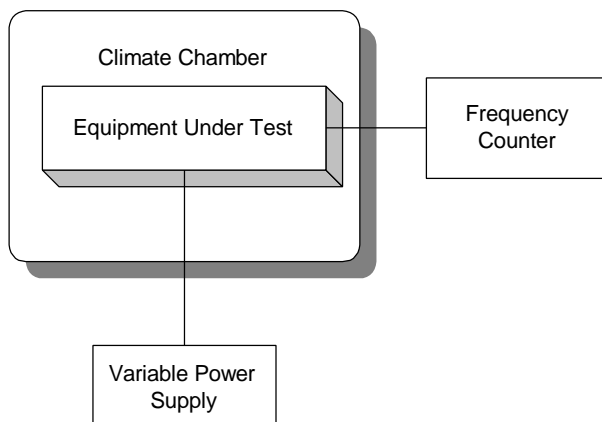 Climate Chamber
Equipment Under Test
Frequency
Counter
Variable Power
Supply